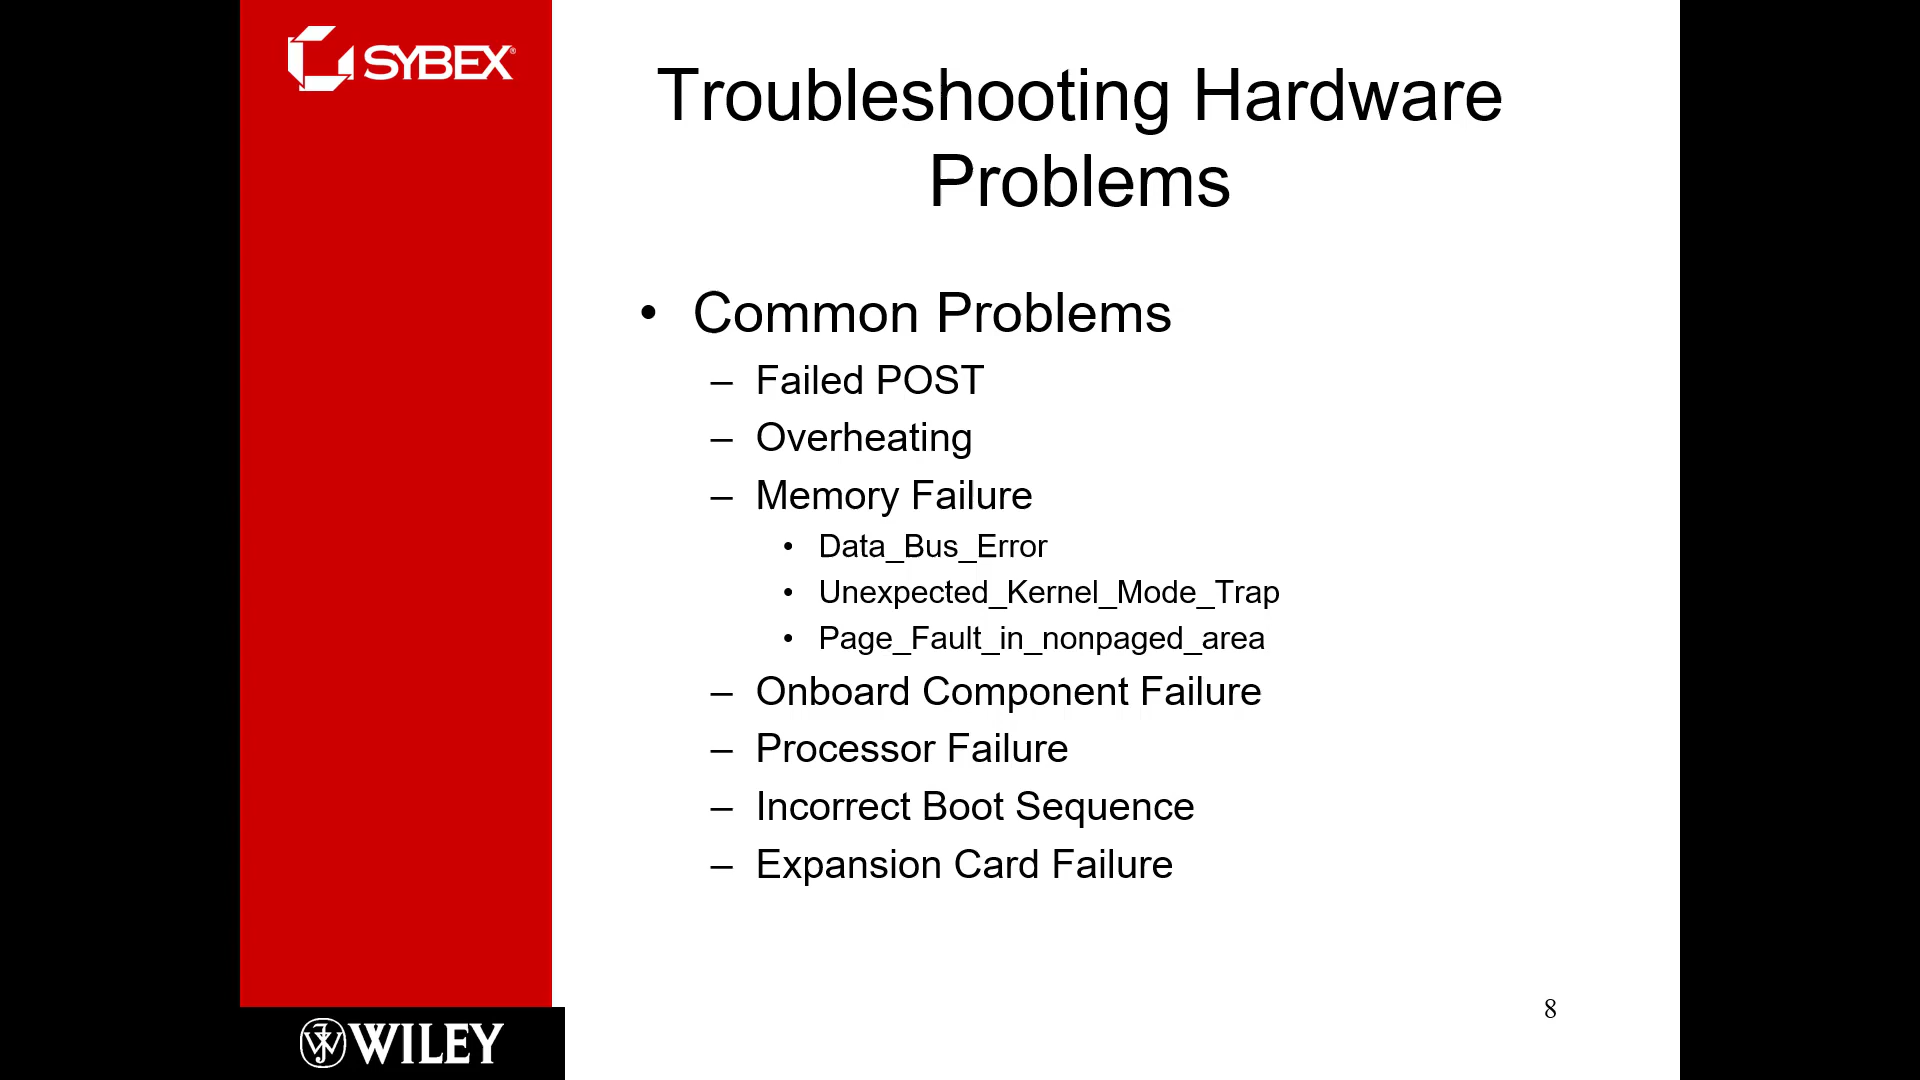 SYBEX®
Troubleshooting Hardware
Problems
• Common Problems
– Failed POST
– Overheating
– Memory Failure
• Data_Bus_Error
• Unexpected_Kernel_Mode_Trap
• Page_Fault_in_nonpaged_area
– Onboard Component Failure
– Processor Failure
– Incorrect Boot Sequence
– Expansion Card Failure
8
WILEY